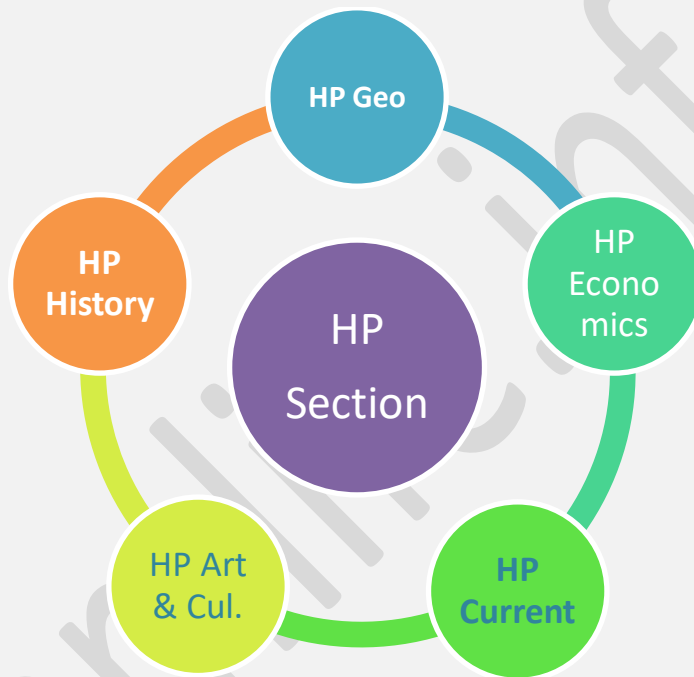 HP Geo
HP
Econo
mics
HP
Current
HP Art
& Cul.
HP
History
HP
Section